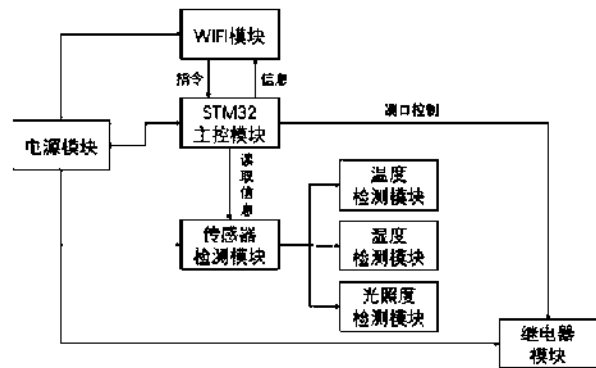 WIFI模块
指令
信息
STM32
主控模块
端口控制
电源模块
读
取
信
息
温度
检测模块
传感器
检测模块
湿度
检测模块
光照度
检测模块
继电器
模块